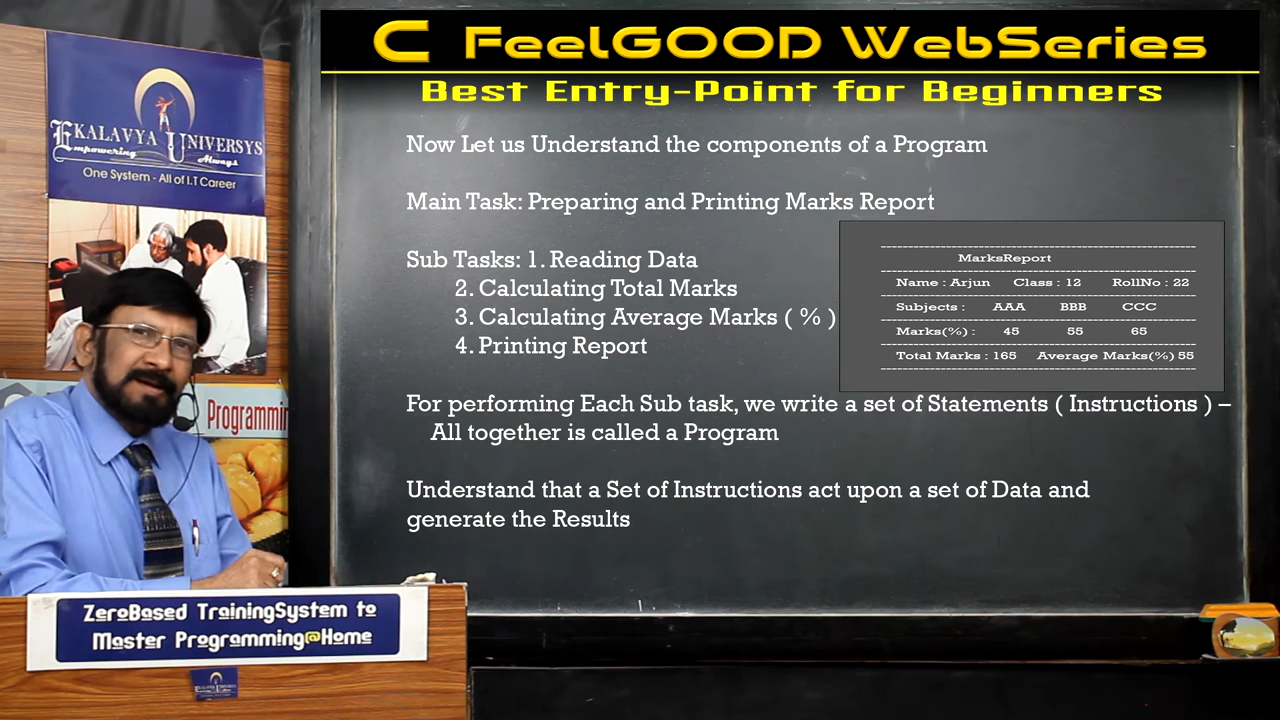 C FeelGOOD WebSeries
Best Entry-Point for Beginners
EKALAVYA UNIVERSYS
Empowering Always
One System - All of I.T Career
Now Let us Understand the components of a Program
Main Task: Preparing and Printing Marks Report
Sub Tasks: 1. Reading Data
2. Calculating Total Marks
3. Calculating Average Marks ( % )
4. Printing Report
MarksReport
Name : Arjun Class : 12 RollNo : 22
Subjects : AAA BBB CCC
Marks(%) : 45 55 65
Total Marks : 165 Average Marks(%) 55
For performing Each Sub task, we write a set of Statements ( Instructions ) –
All together is called a Program
Understand that a Set of Instructions act upon a set of Data and
generate the Results
Programmin
ZeroBased TrainingSystem to
Master Programming@Home
EKALAVYA UNIVERSYS